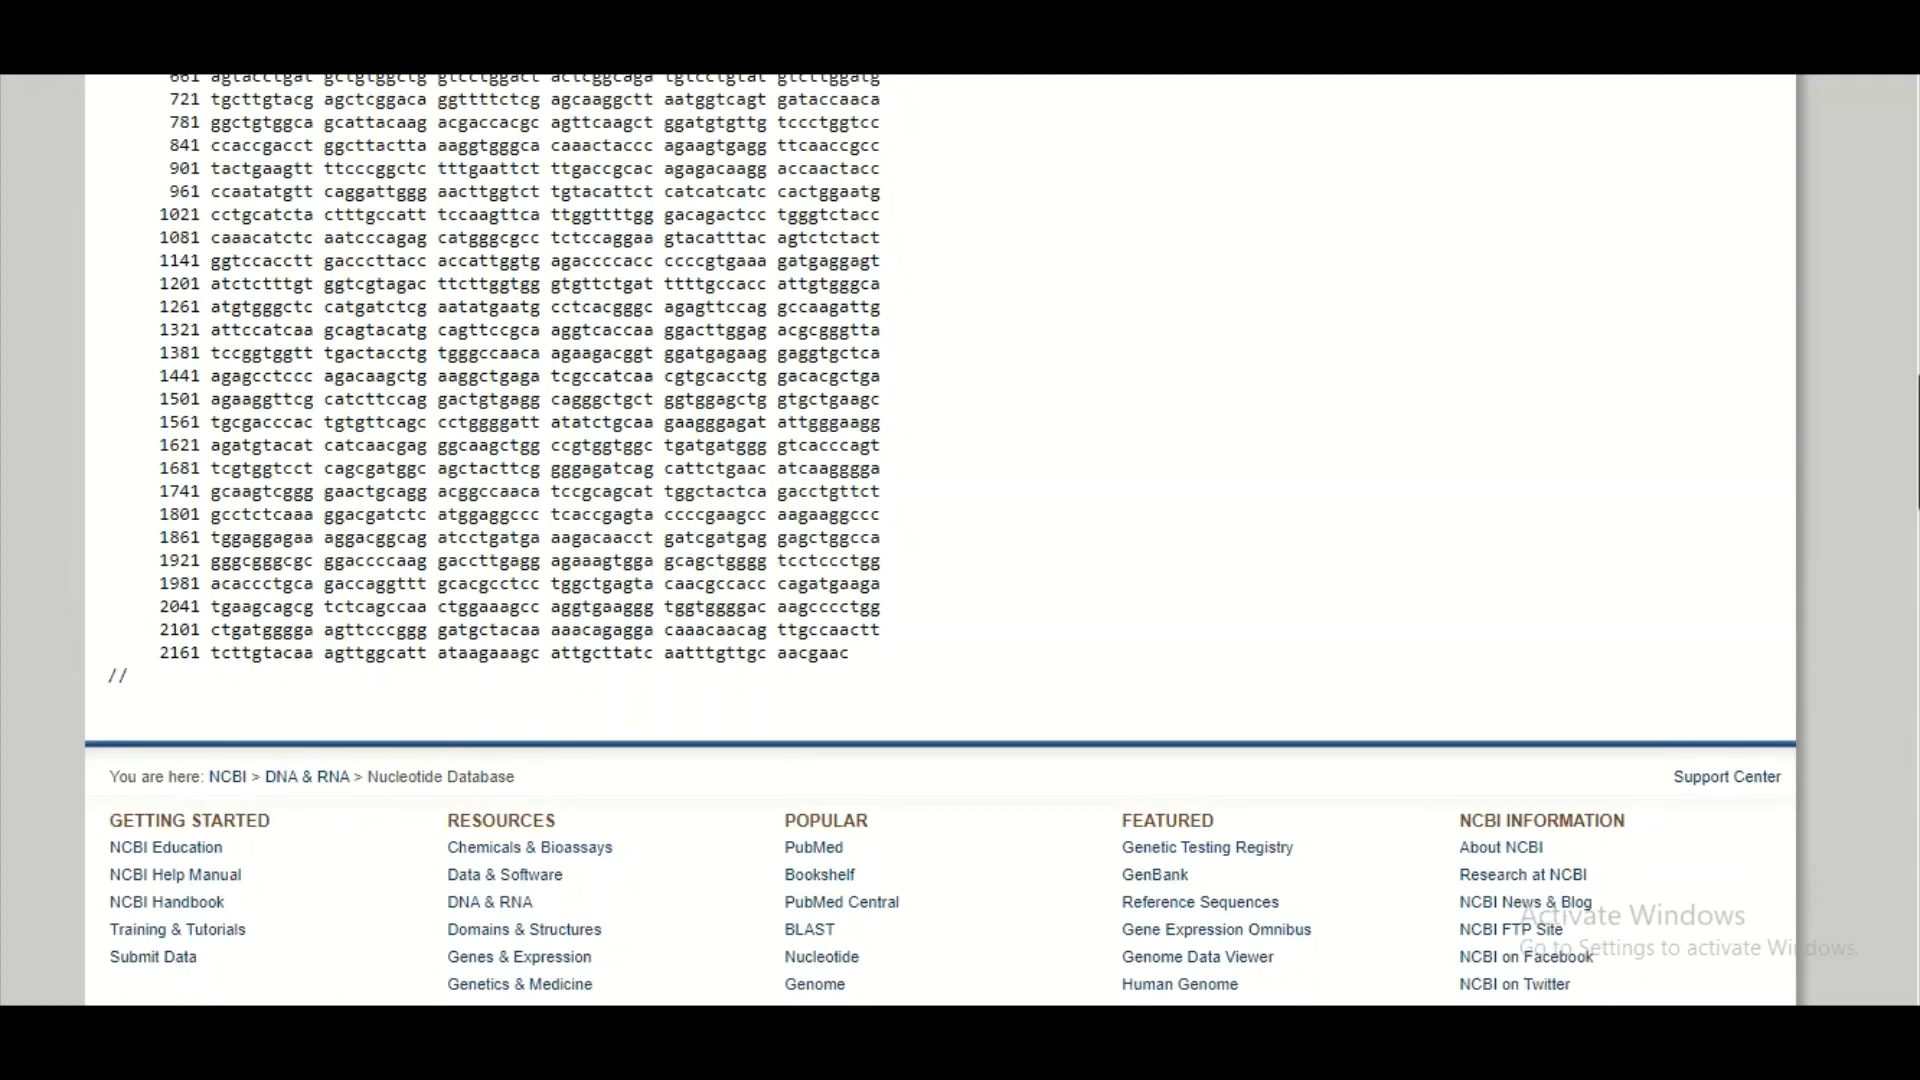 661 agtacctgat gctgtggctg gtcctggact actcggcaga tgtcctgtat gtcttggatg
721 tgcttgtacg agctcggaca ggttttctcg agcaaggctt aatggtcagt gataccaaca
781 ggctgtggca gcattacaag acgaccacgc agttcaagct ggatgtgttg tccctggtcc
841 ccaccgacct ggcttactta aaggtgggca caaactaccc agaagtgagg ttcaaccgcc
901 tactgaagtt ttcccggctc tttgaattct ttgaccgcac agagacaagg accaactacc
961 ccaatatgtt caggattggg aacttggtct tgtacattct catcatcatc cactggaatg
1021 cctgcatcta ctttgccatt tccaagttca ttggttttgg gacagactcc tgggtctacc
1081 caaacatctc aatcccagag catgggcgcc tctccaggaa gtacatttac agtctctact
1141 ggtccacctt gacccttacc accattggtg agaccccacc ccccgtgaaa gatgaggagt
1201 atctctttgt ggtcgtagac ttcttggtgg gtgttctgat ttttgccacc attgtgggca
1261 atgtgggctc catgatctcg aatatgaatg cctcacgggc agagttccag gccaagattg
1321 attccatcaa gcagtacatg cagttccgca aggtcaccaa ggacttggag acgcgggtta
1381 tccggtggtt tgactacctg tgggccaaca agaagacggt ggatgagaag gaggtgctca
1441 agagcctccc agacaagctg aaggctgaga tcgccatcaa cgtgcacctg gacacgctga
1501 agaaggttcg catcttccag gactgtgagg cagggctgct ggtggagctg gtgctgaagc
1561 tgcgacccac tgtgttcagc cctggggatt atatctgcaa gaagggagat attgggaagg
1621 agatgtacat catcaacgag ggcaagctgg ccgtggtggc tgatgatggg gtcacccagt
1681 tcgtggtcct cagcgatggc agctacttcg gggagatcag cattctgaac atcaagggga
1741 gcaagtcggg gaactgcagg acggccaaca tccgcagcat tggctactca gacctgttct
1801 gcctctcaaa ggacgatctc atggaggccc tcaccgagta ccccgaagcc aagaaggccc
1861 tggaggagaa aggacggcag atcctgatga aagacaacct gatcgatgag gagctggcca
1921 gggcgggcgc ggaccccaag gaccttgagg agaaagtgga gcagctgggg tcctccctgg
1981 acaccctgca gaccaggttt gcacgcctcc tggctgagta caacgccacc cagatgaaga
2041 tgaagcagcg tctcagccaa ctggaaagcc aggtgaaggg tggtggggac aagcccctgg
2101 ctgatgggga agttcccggg gatgctacaa aaacagagga caaacaacag ttgccaactt
2161 tcttgtacaa agttggcatt ataagaaagc attgcttatc aatttgttgc aacgaac
//
You are here: NCBI > DNA & RNA > Nucleotide Database
Support Center
GETTING STARTED
NCBI Education
NCBI Help Manual
NCBI Handbook
Training & Tutorials
Submit Data
RESOURCES
Chemicals & Bioassays
Data & Software
DNA & RNA
Domains & Structures
Genes & Expression
Genetics & Medicine
POPULAR
PubMed
Bookshelf
PubMed Central
BLAST
Nucleotide
Genome
FEATURED
Genetic Testing Registry
GenBank
Reference Sequences
Gene Expression Omnibus
Genome Data Viewer
Human Genome
NCBI INFORMATION
About NCBI
Research at NCBI
NCBI News & Blog
NCBI FTP Site
NCBI on Facebook
NCBI on Twitter
Activate Windows
Go to Settings to activate Windows.